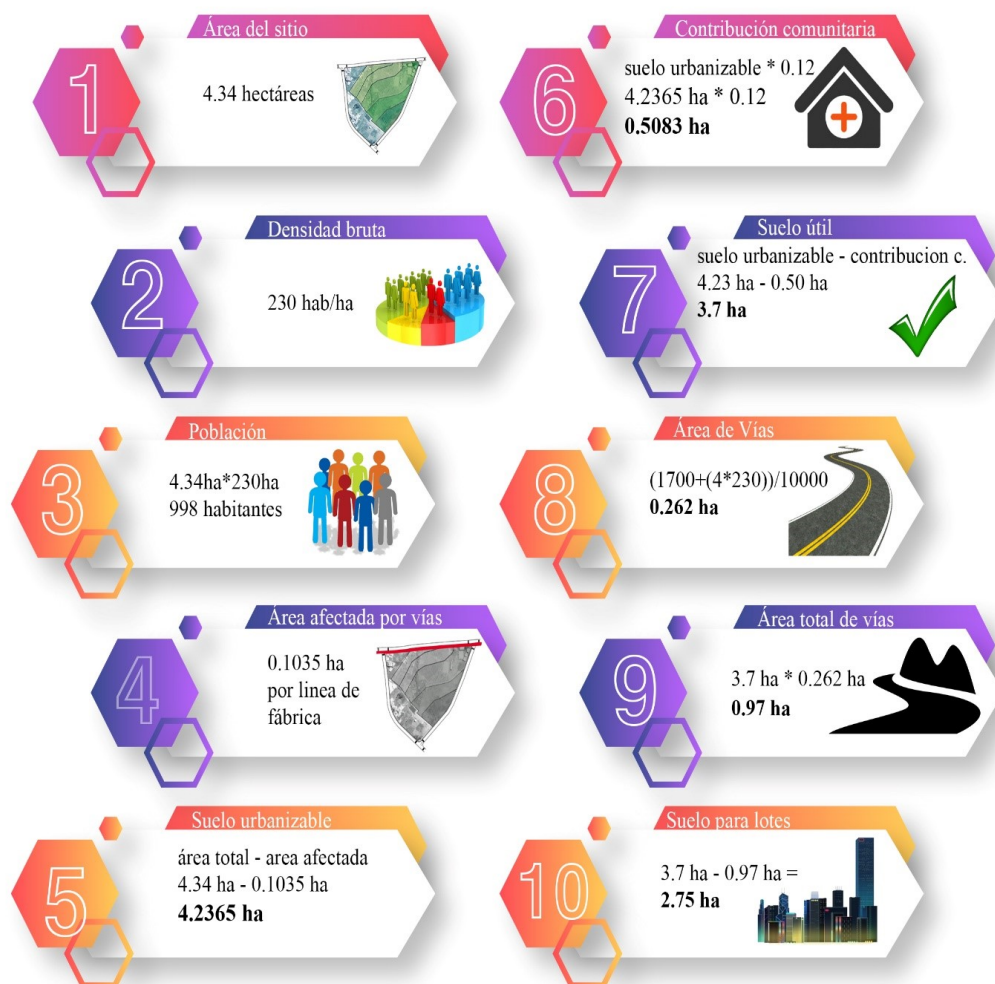 1
Área del sitio
4.34 hectáreas
2
Densidad bruta
230 hab/ha
3
Población
4.34ha*230ha
998 habitantes
4
Área afectada por vías
0.1035 ha
por linea de
fábrica
5
Suelo urbanizable
área total - area afectada
4.34 ha - 0.1035 ha
4.2365 ha
6
Contribución comunitaria
suelo urbanizable * 0.12
4.2365 ha * 0.12
0.5083 ha
7
Suelo útil
suelo urbanizable - contribucion c.
4.23 ha - 0.50 ha
3.7 ha
8
Área de Vías
(1700+(4*230))/10000
0.262 ha
9
Área total de vías
3.7 ha * 0.262 ha
0.97 ha
10
Suelo para lotes
3.7 ha - 0.97 ha =
2.75 ha